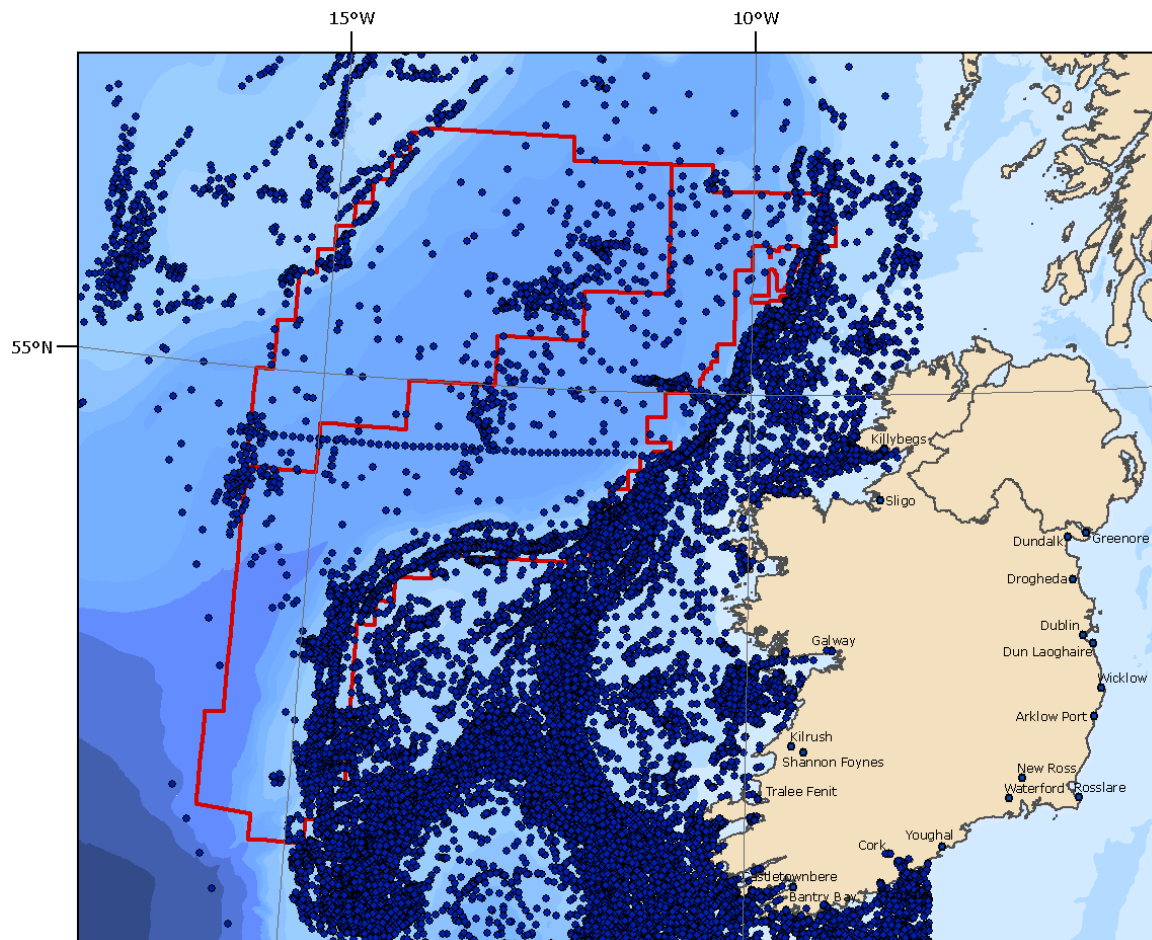 15°W
10°W
55°N
Killybegs
Sligo
Dundalk
Greenore
Drogheda
Dublin
Galway
Dun Laoghaire
Wicklow
Arklow Port
Kilrush
Shannon Foynes
New Ross
Tralee Fenit
Waterford
Rosslare
Youghal
Cork
astletownbere
Bantry Bay